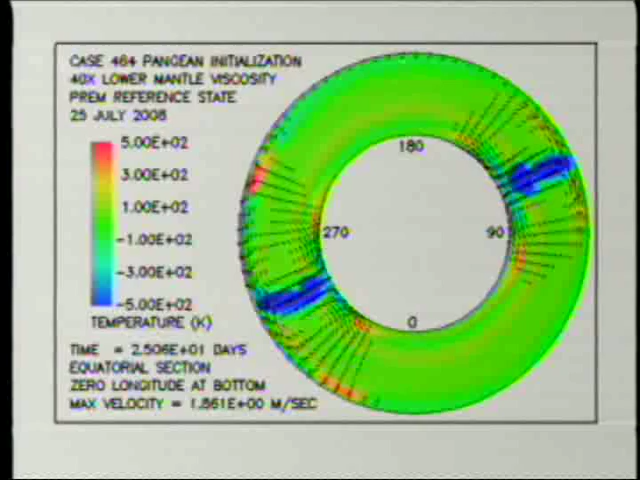 CASE 464 PANGEAN INITIALIZATION
40X LOWER MANTLE VISCOSITY
PREM REFERENCE STATE
25 JULY 2008
5.00E+02
3.00E+02
1.00E+02
-1.00E+02
-3.00E+02
-5.00E+02
TEMPERATURE (K)
TIME = 2.506E+01 DAYS
EQUATORIAL SECTION
ZERO LONGITUDE AT BOTTOM
MAX VELOCITY = 1.861E+00 M/SEC
180
270
90
0